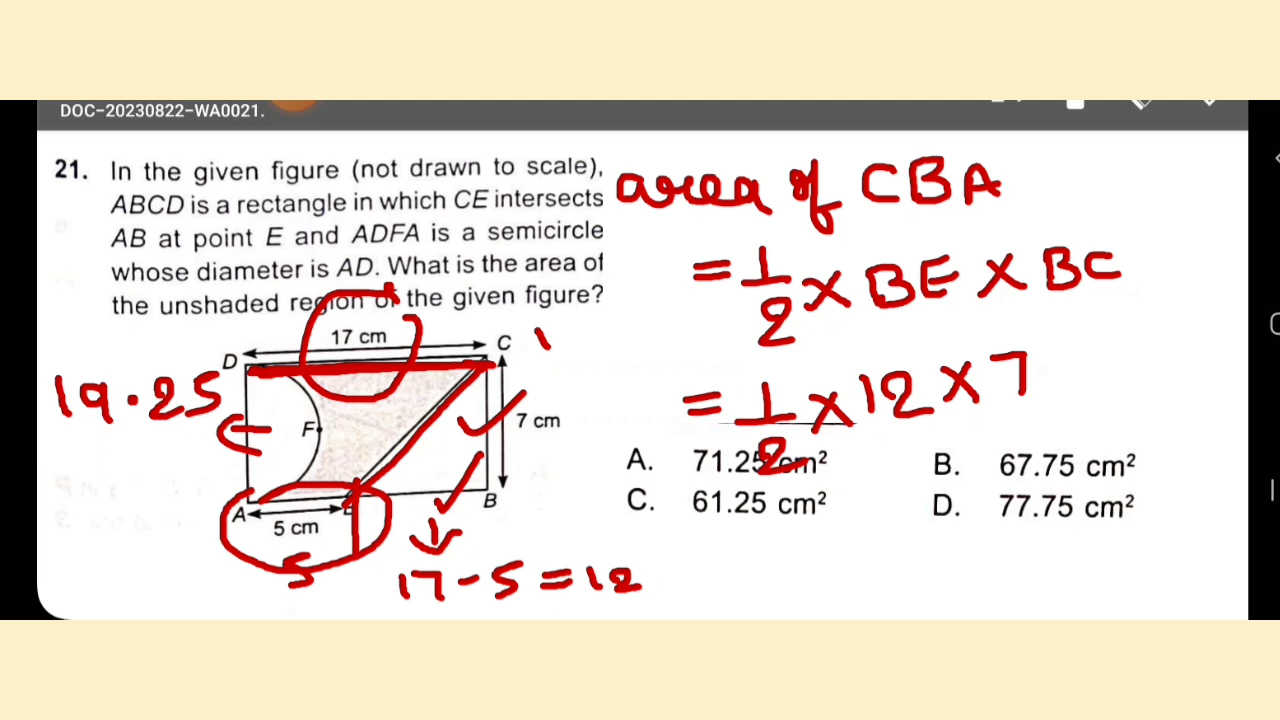 DOC-20230822-WA0021.
21. In the given figure (not drawn to scale),
ABCD is a rectangle in which CE intersects
AB at point E and ADFA is a semicircle
whose diameter is AD. What is the area of
the unshaded region of the given figure?
area of CBA
= 1/2 × BE × BC
= 1/2 × 12 × 7
17 cm
D
C
19.25
F
7 cm
A
E
B
5 cm
5
17 - 5 = 12
A. 71.25 cm²
B. 67.75 cm²
C. 61.25 cm²
D. 77.75 cm²